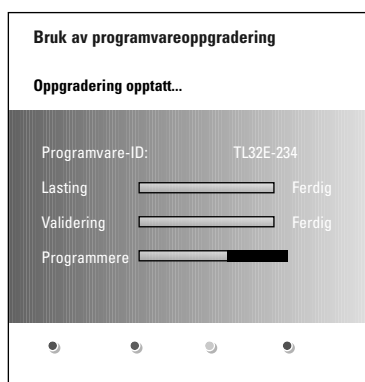 Bruk av programvareoppgradering
Oppgradering opptatt...
Programvare-ID: TL32E-234
Lasting Ferdig
Validering Ferdig
Programmere